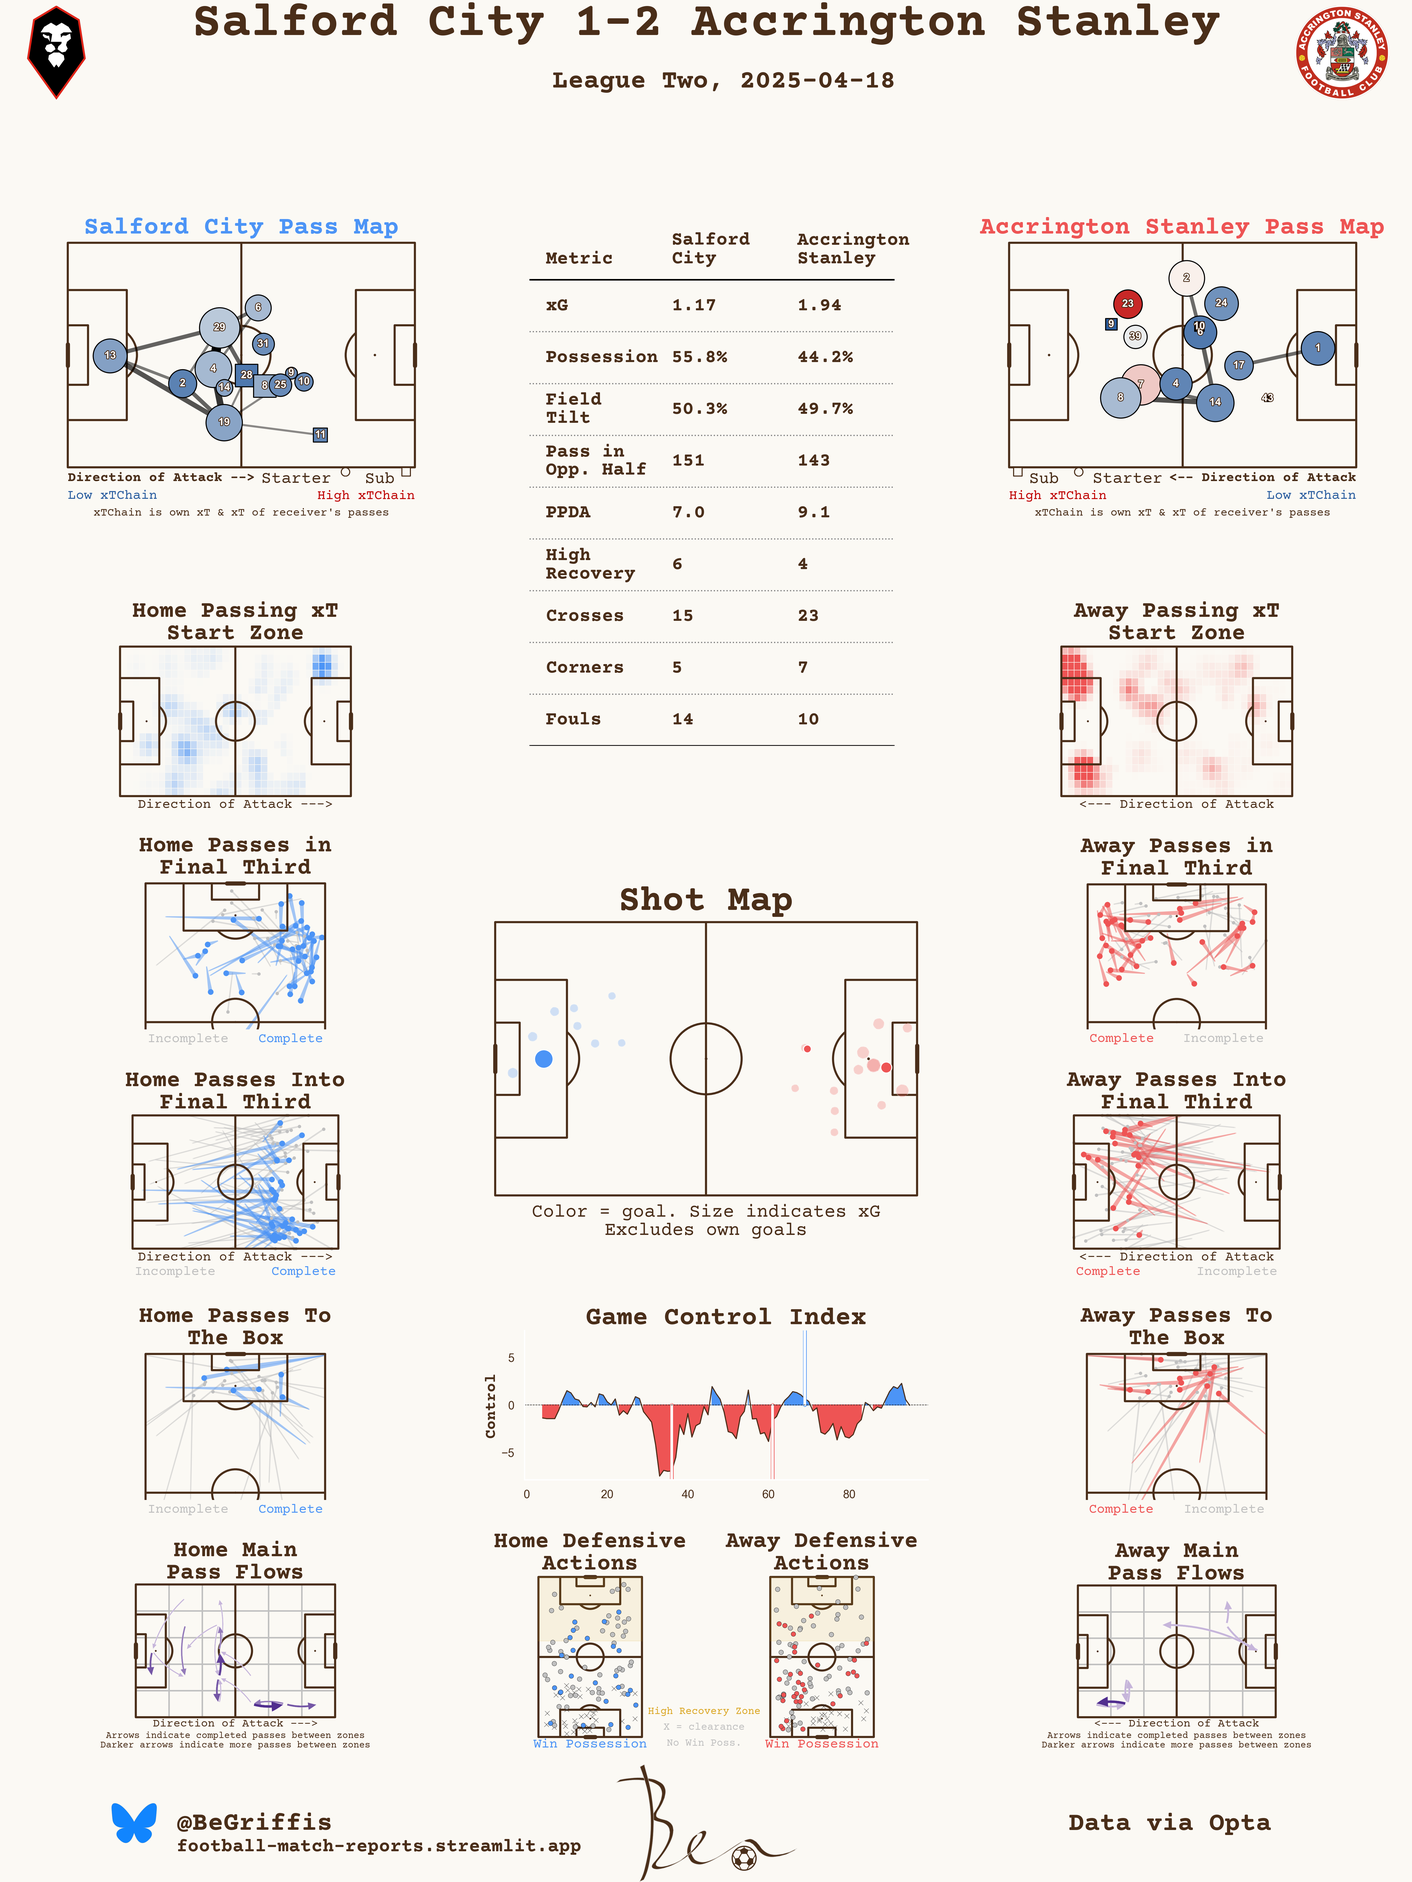 Salford City 1-2 Accrington Stanley
League Two, 2025-04-18
ACCRINGTON STANLEY
FOOTBALL CLUB
Salford City Pass Map
13
29
6
31
4
2
14
28
8
25
9
10
19
11
Direction of Attack --> Starter Sub
Low xTChain High xTChain
xTChain is own xT & xT of receiver's passes
Metric Salford City Accrington Stanley
xG 1.17 1.94
Possession 55.8% 44.2%
Field Tilt 50.3% 49.7%
Pass in Opp. Half 151 143
PPDA 7.0 9.1
High Recovery 6 4
Crosses 15 23
Corners 5 7
Fouls 14 10
Accrington Stanley Pass Map
2
23
24
9
10
6
39
1
17
7
4
8
14
43
Sub Starter <-- Direction of Attack
High xTChain Low xTChain
xTChain is own xT & xT of receiver's passes
Home Passing xT
Start Zone
Direction of Attack --->
Away Passing xT
Start Zone
<--- Direction of Attack
Home Passes in
Final Third
Incomplete Complete
Away Passes in
Final Third
Complete Incomplete
Shot Map
Color = goal. Size indicates xG
Excludes own goals
Home Passes Into
Final Third
Direction of Attack --->
Incomplete Complete
Away Passes Into
Final Third
<--- Direction of Attack
Complete Incomplete
Home Passes To
The Box
Incomplete Complete
Game Control Index
Control
5
0
−5
0 20 40 60 80
Away Passes To
The Box
Complete Incomplete
Home Main
Pass Flows
Direction of Attack --->
Arrows indicate completed passes between zones
Darker arrows indicate more passes between zones
Home Defensive
Actions
Win Possession
High Recovery Zone
X = clearance
No Win Poss.
Away Defensive
Actions
Win Possession
Away Main
Pass Flows
<--- Direction of Attack
Arrows indicate completed passes between zones
Darker arrows indicate more passes between zones
@BeGriffis
football-match-reports.streamlit.app
Ben
Data via Opta